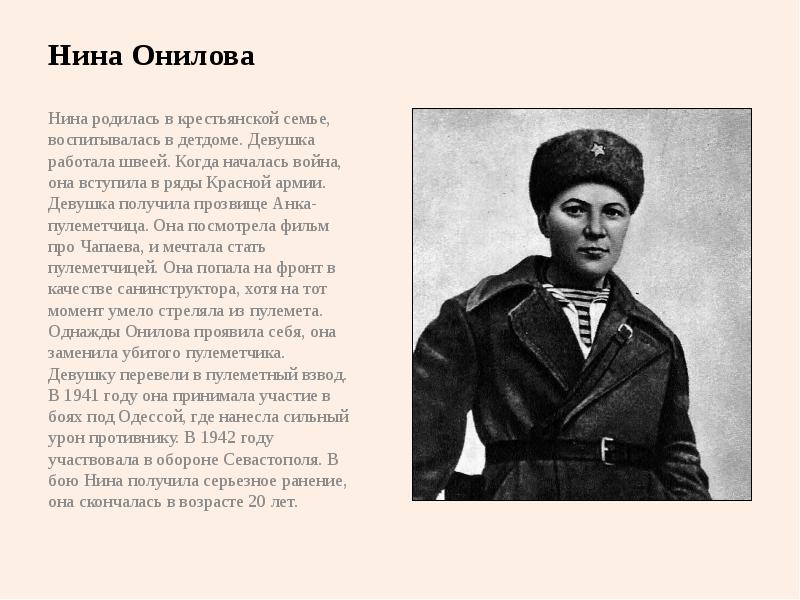 Нина Онилова
Нина родилась в крестьянской семье,
воспитывалась в детдоме. Девушка
работала швеей. Когда началась война,
она вступила в ряды Красной армии.
Девушка получила прозвище Анка-
пулеметчица. Она посмотрела фильм
про Чапаева, и мечтала стать
пулеметчицей. Она попала на фронт в
качестве санинструктора, хотя на тот
момент умело стреляла из пулемета.
Однажды Онилова проявила себя, она
заменила убитого пулеметчика.
Девушку перевели в пулеметный взвод.
В 1941 году она принимала участие в
боях под Одессой, где нанесла сильный
урон противнику. В 1942 году
участвовала в обороне Севастополя. В
бою Нина получила серьезное ранение,
она скончалась в возрасте 20 лет.